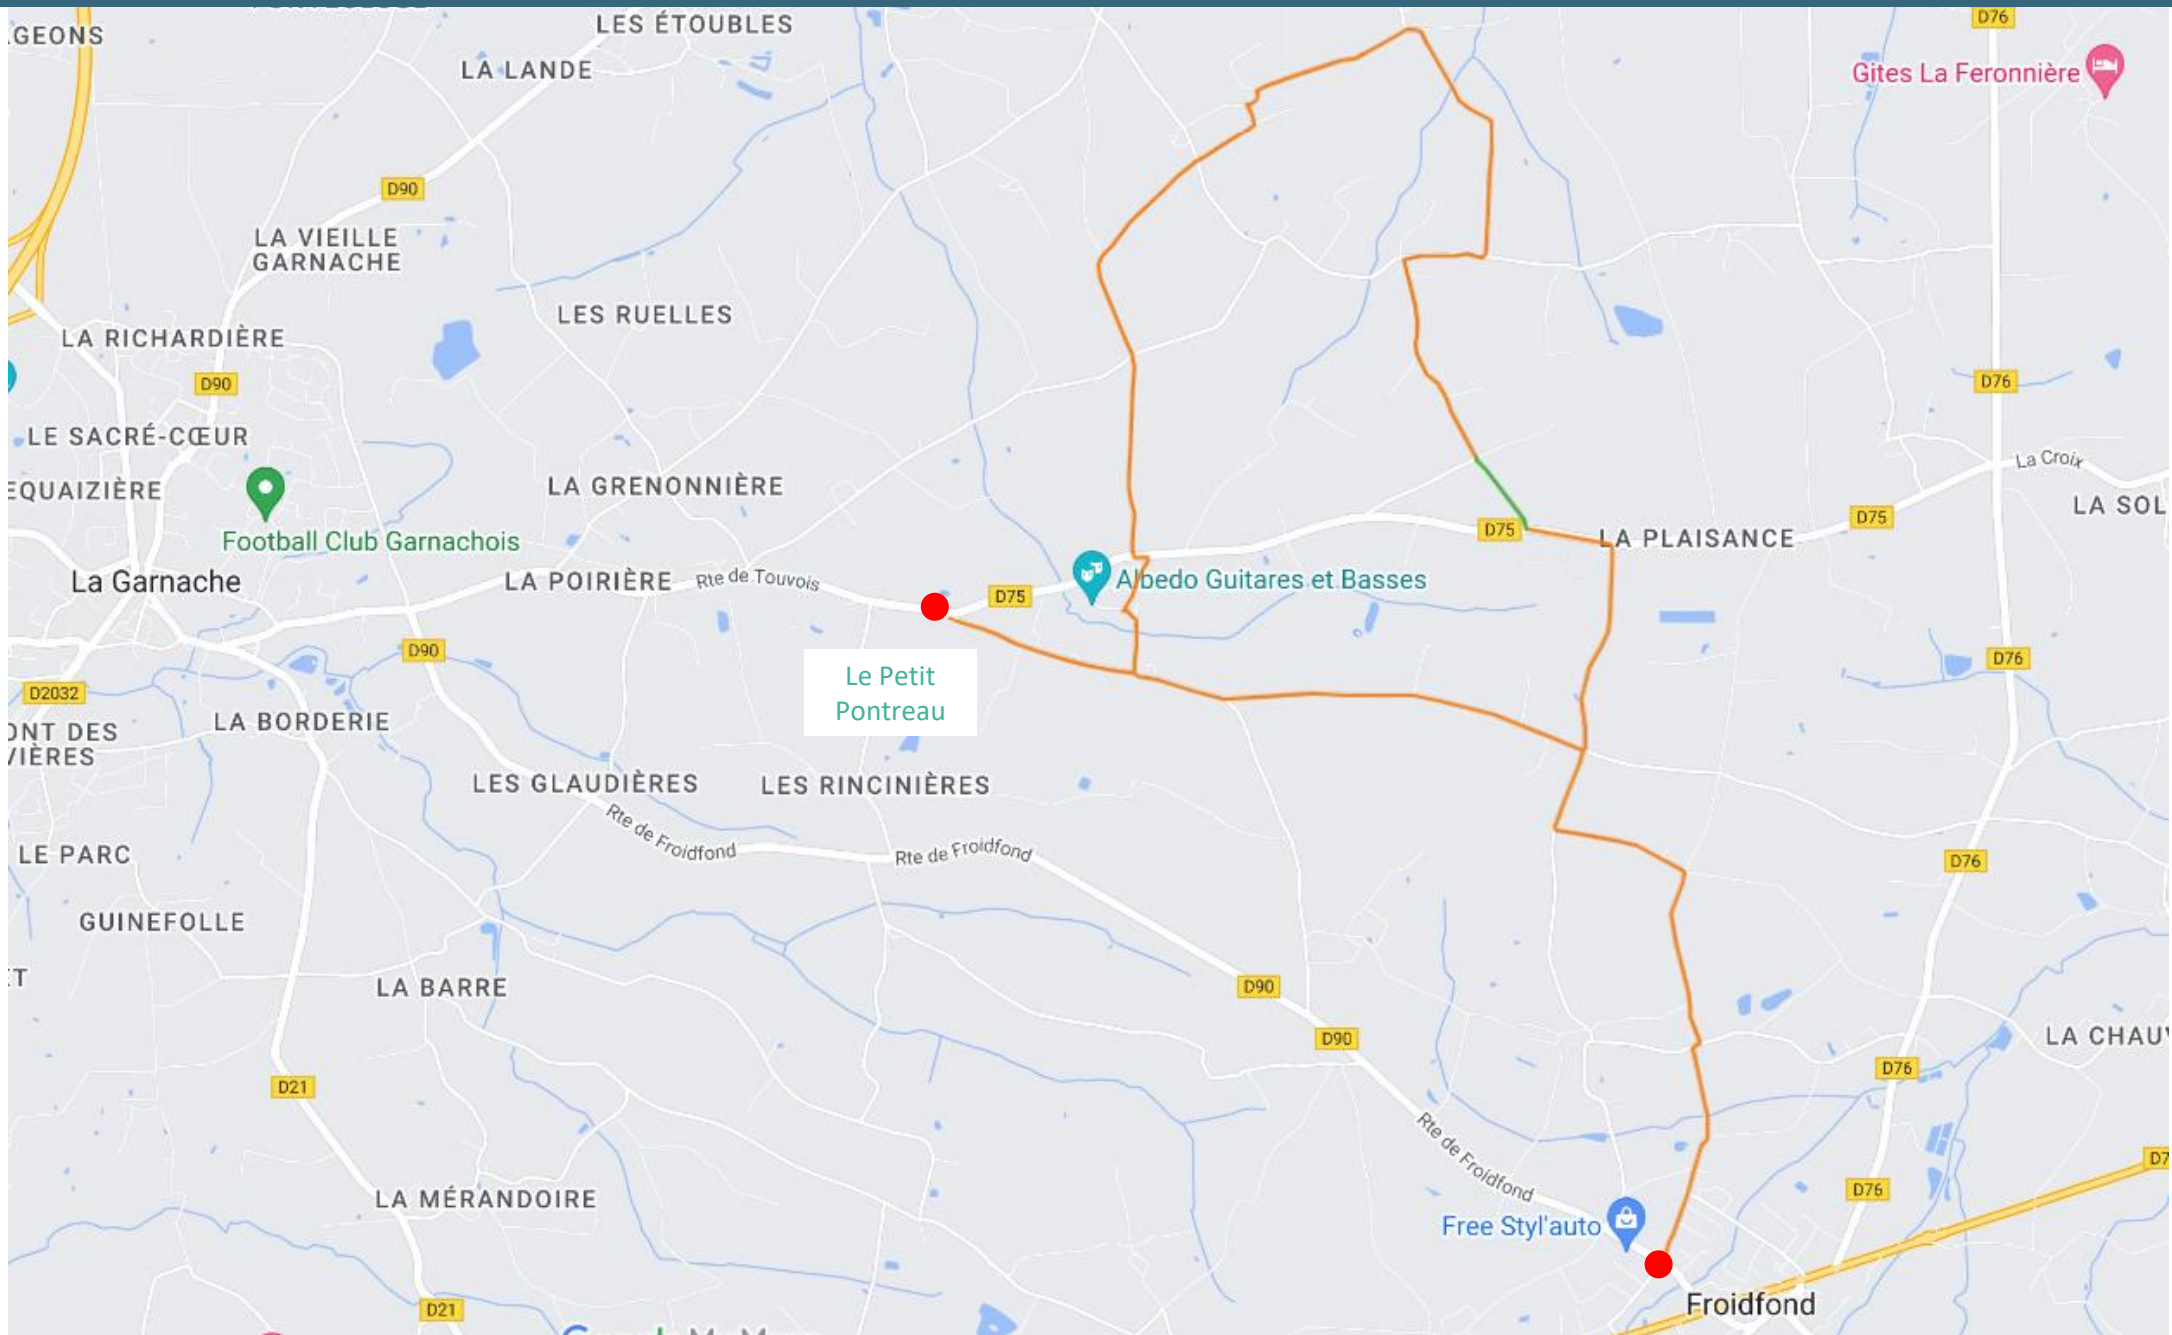 GEONS
LES ÉTOUBLES
D76
LA LANDE
Gites La Feronnière
D90
LA VIEILLE
GARNACHE
LES RUELLES
LA RICHARDIÈRE
D90
D76
LE SACRÉ-CŒUR
La Croix
EQUAIZIÈRE
LA GRENONNIÈRE
LA SOL
D75
D75
LA PLAISANCE
Football Club Garnachois
La Garnache
LA POIRIÈRE
Rte de Touvois
D75
Albedo Guitares et Basses
D90
D76
Le Petit
Pontreau
D2032
LA BORDERIE
ONT DES
VIÈRES
LES GLAUDIÈRES
LES RINCINIÈRES
Rte de Froidfond
Rte de Froidfond
LE PARC
D76
GUINEFOLLE
ET
LA BARRE
D90
D90
LA CHAU
D76
D21
Rte de Froidfond
D7
D76
LA MÉRANDOIRE
Free Styl'auto
D21
Froidfond